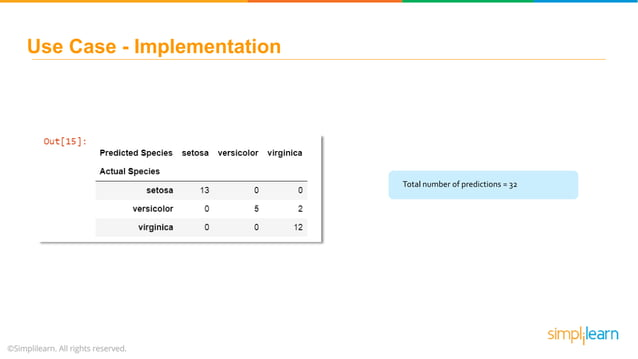 Use Case - Implementation
Out[15]:
Predicted Species setosa versicolor virginica
Actual Species
setosa 13 0 0
versicolor 0 5 2
virginica 0 0 12
Total number of predictions = 32
simplilearn
©Simplilearn. All rights reserved.